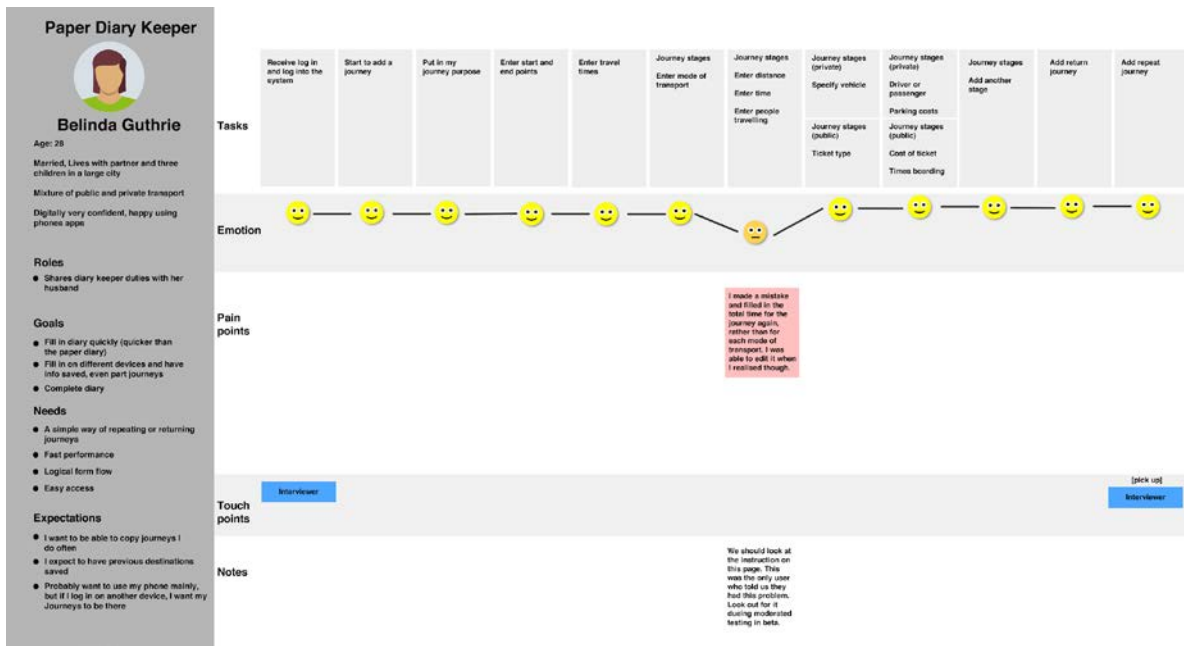 Paper Diary Keeper
Belinda Guthrie
Age: 28
Married, Lives with partner and three
children in a large city
Mixture of public and private transport
Digitally very confident, happy using
phones apps
Roles
Shares diary keeper duties with her
husband
Goals
Fill in diary quickly (quicker than
the paper diary)
Fill in on different devices and have
info saved, even part journeys
Complete diary
Needs
A simple way of repeating or returning
journeys
Fast performance
Logical form flow
Easy access
Expectations
I want to be able to copy journeys I
do often
I expect to have previous destinations
saved
Probably want to use my phone mainly,
but if I log in on another device, I want my
Journeys to be there
Tasks
Receive log in
and log into the
system
Start to add a
journey
Put in my
journey purpose
Enter start and
end points
Enter travel
times
Journey stages
Enter mode of
transport
Journey stages
Enter distance
Enter time
Enter people
travelling
Journey stages
(private)
Specify vehicle
Journey stages
(public)
Ticket type
Journey stages
(private)
Driver or
passenger
Parking costs
Journey stages
(public)
Cost of ticket
Times boarding
Journey stages
Add another
stage
Add return
journey
Add repeat
journey
Emotion
Pain
points
I made a mistake
and filled in the
total time for the
journey again,
rether than for
each mode of
transport. I was
able to edit it when
I realised though.
Touch
points
Interviewer
[pick up]
Interviewer
Notes
We should look at
the instruction on
this page. This
was the only user
who told us they
had this problem.
Look out for it
dueing moderated
testing in beta.